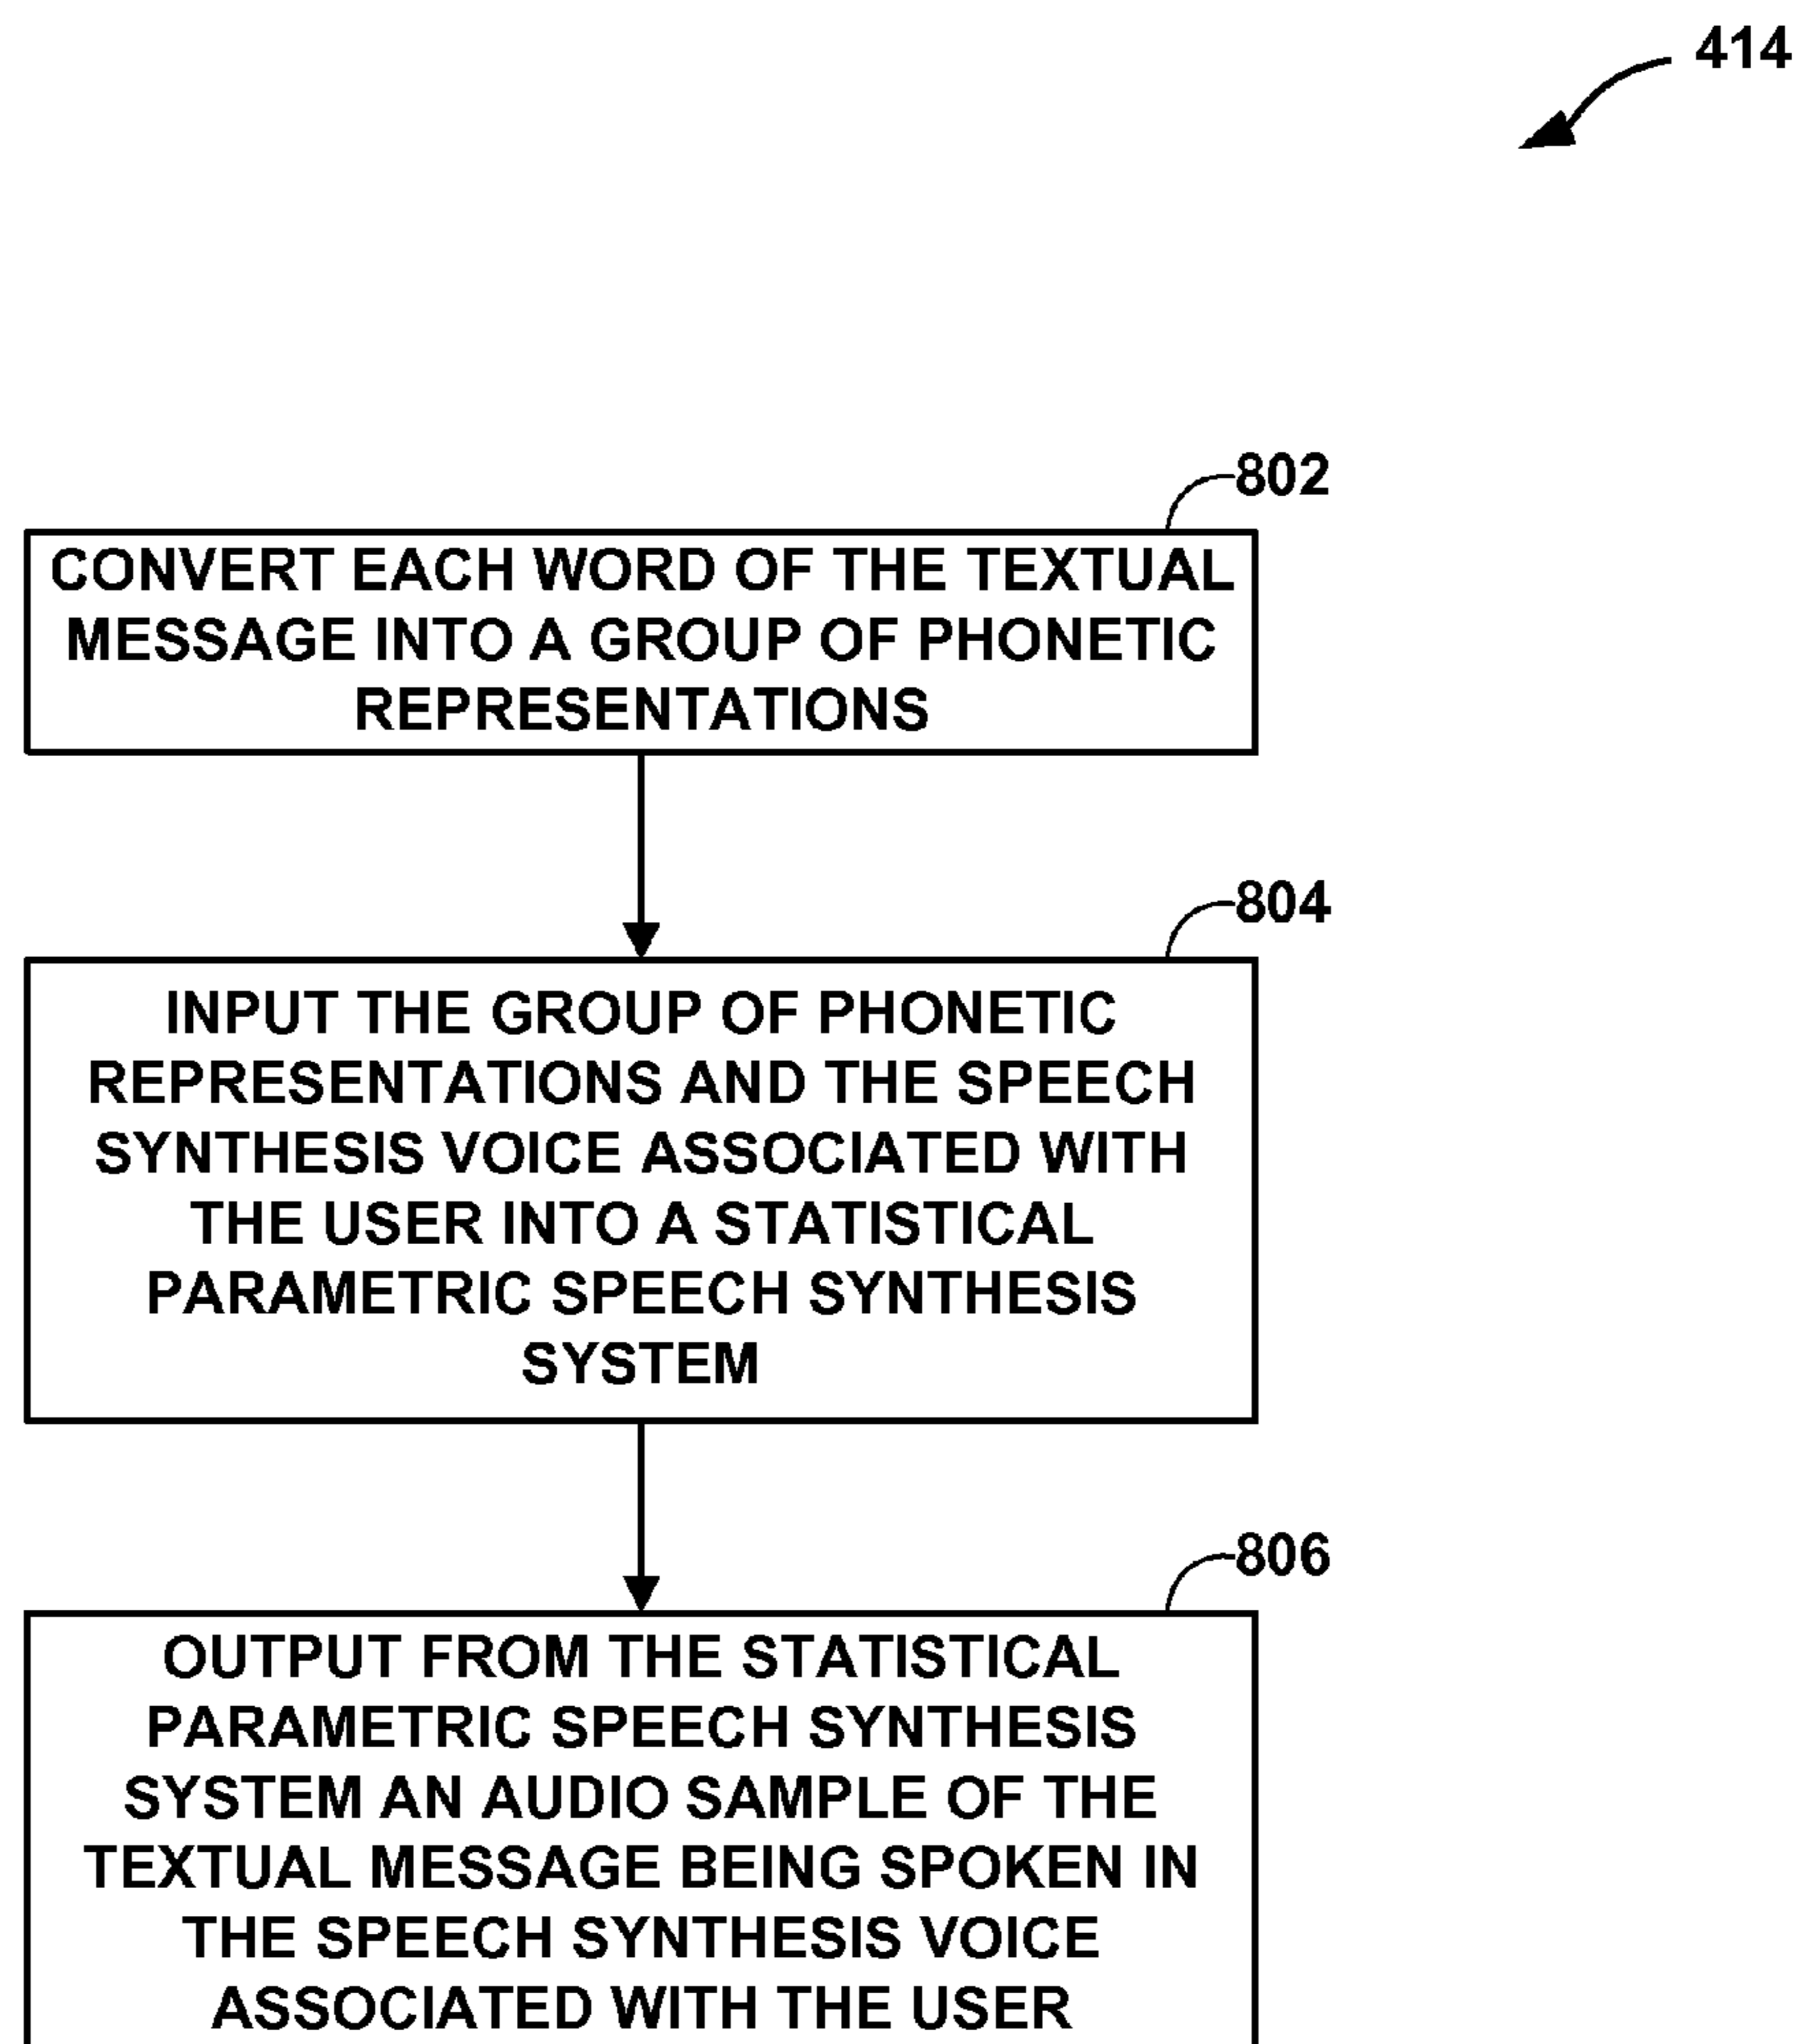 414
802
CONVERT EACH WORD OF THE TEXTUAL
MESSAGE INTO A GROUP OF PHONETIC
REPRESENTATIONS
804
INPUT THE GROUP OF PHONETIC
REPRESENTATIONS AND THE SPEECH
SYNTHESIS VOICE ASSOCIATED WITH
THE USER INTO A STATISTICAL
PARAMETRIC SPEECH SYNTHESIS
SYSTEM
806
OUTPUT FROM THE STATISTICAL
PARAMETRIC SPEECH SYNTHESIS
SYSTEM AN AUDIO SAMPLE OF THE
TEXTUAL MESSAGE BEING SPOKEN IN
THE SPEECH SYNTHESIS VOICE
ASSOCIATED WITH THE USER